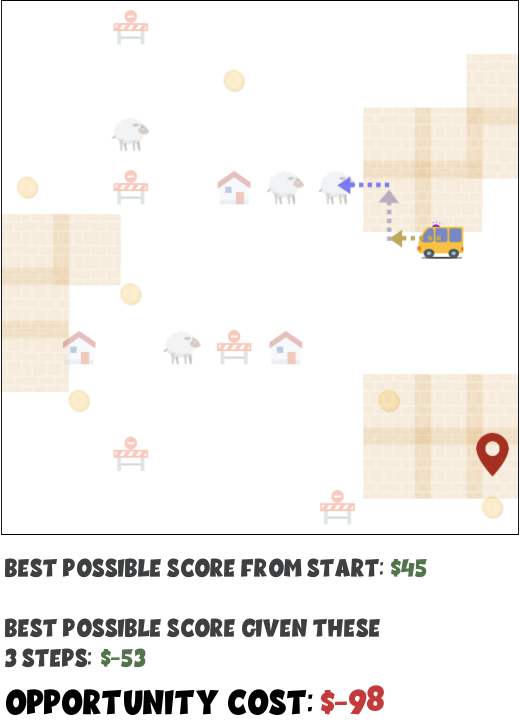 BEST POSSIBLE SCORE FROM START: $45
BEST POSSIBLE SCORE GIVEN THESE
3 STEPS: $-53
OPPORTUNITY COST: $-98